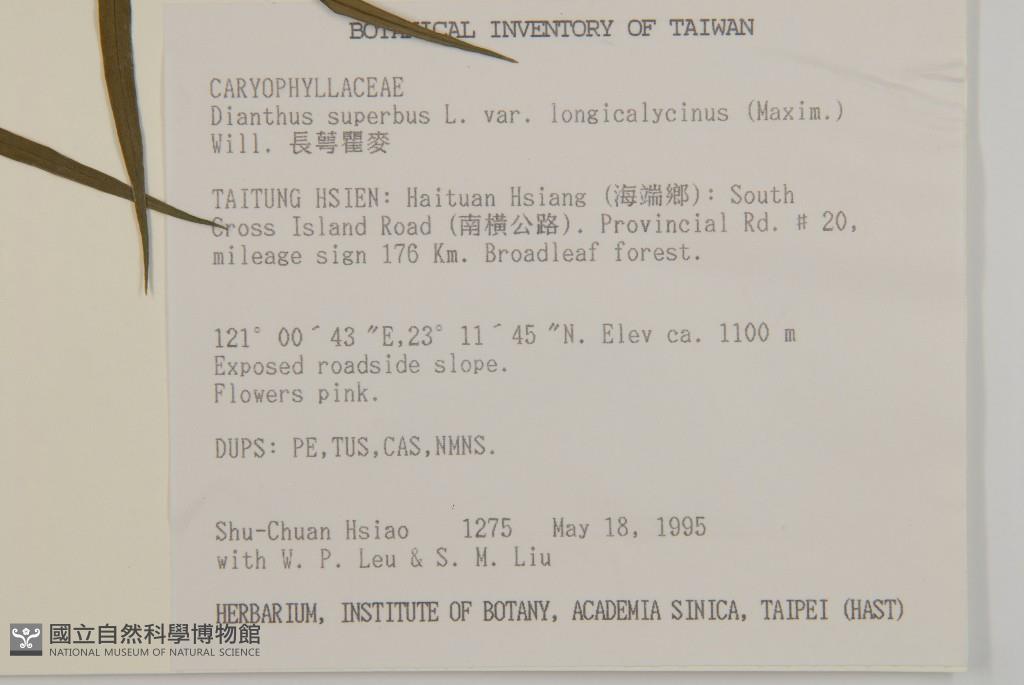 BOTANICAL INVENTORY OF TAIWAN
CARYOPHYLLACEAE
Dianthus superbus L. var. longicalycinus (Maxim.)
Will. 長萼瞿麥
TAITUNG HSIEN: Haituan Hsiang (海端鄉): South
Cross Island Road (南橫公路). Provincial Rd. # 20,
mileage sign 176 Km. Broadleaf forest.
121° 00´43 ″E,23° 11´45 ″N. Elev ca. 1100 m
Exposed roadside slope.
Flowers pink.
DUPS: PE,TUS,CAS,NMNS.
Shu-Chuan Hsiao 1275 May 18, 1995
with W. P. Leu & S. M. Liu
HERBARIUM, INSTITUTE OF BOTANY, ACADEMIA SINICA, TAIPEI (HAST)
國立自然科學博物館
NATIONAL MUSEUM OF NATURAL SCIENCE